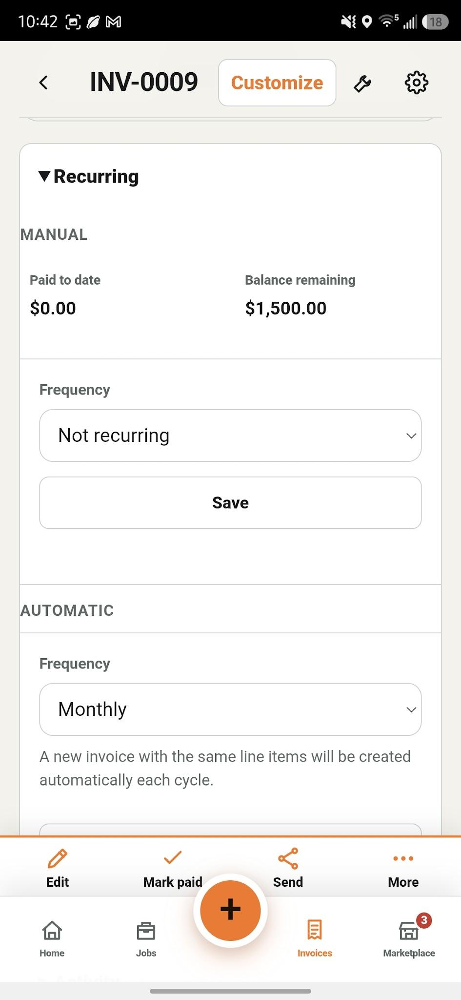 10:42
5
18
INV-0009
Customize
Recurring
MANUAL
Paid to date
Balance remaining
$0.00
$1,500.00
Frequency
Not recurring
Save
AUTOMATIC
Frequency
Monthly
A new invoice with the same line items will be created
automatically each cycle.
Edit
Mark paid
Send
More
Home
Jobs
Invoices
3
Marketplace